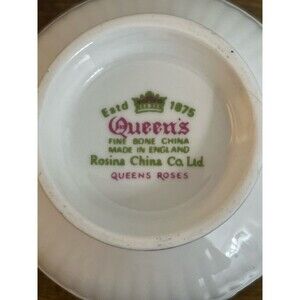 Estd 1875
Queen's
FINE BONE CHINA
MADE IN ENGLAND
Rosina China Co, Ltd.
QUEENS ROSES